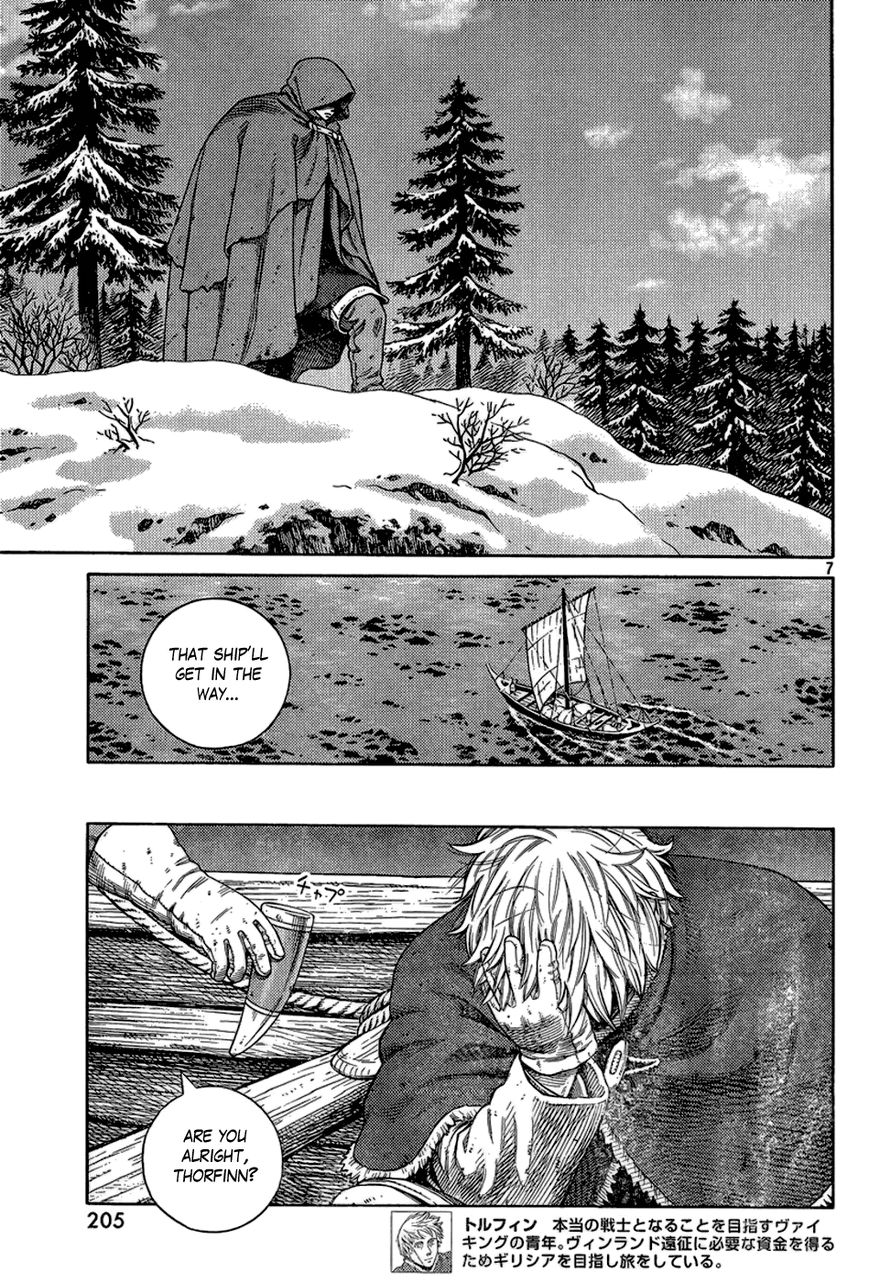 7
THAT SHIP'LL
GET IN THE
WAY...
チャプ
ARE YOU
ALRIGHT,
THORFINN?
205
トルフィン　本当の戦士となることを目指すヴァイ
キングの青年。ヴィンランド遠征に必要な資金を得る
ためギリシアを目指し旅をしている。